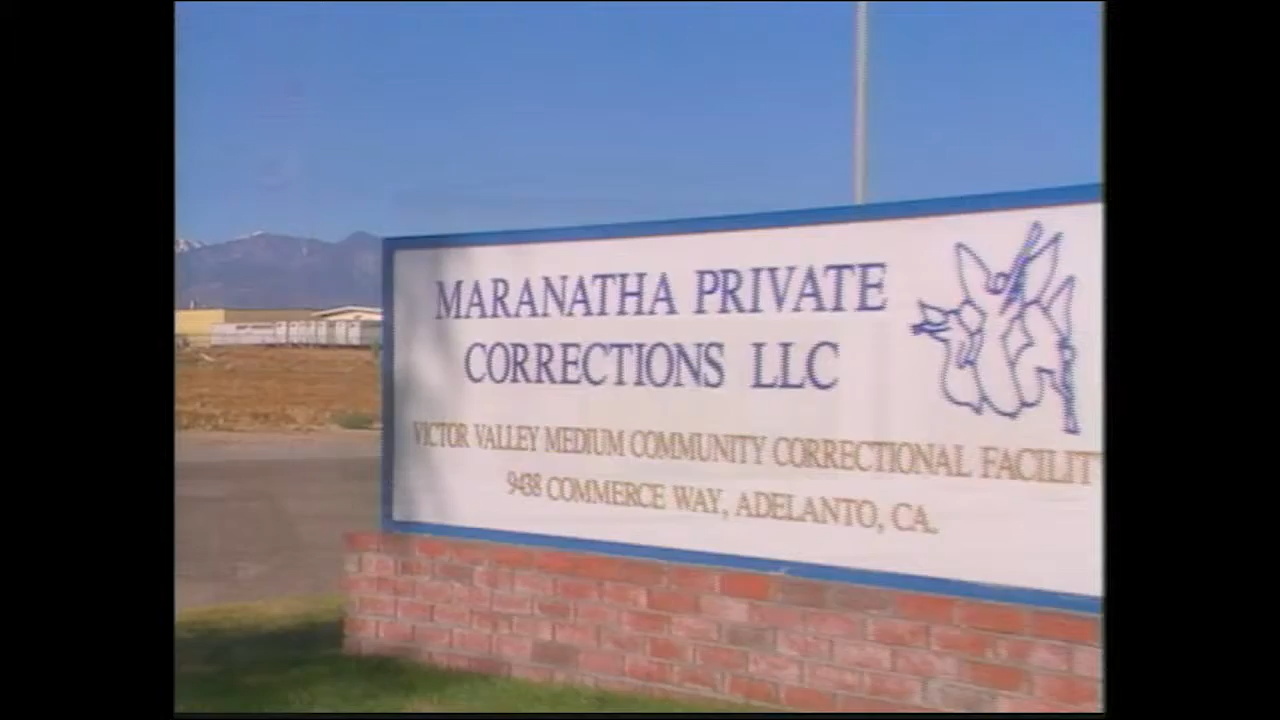 MARANATHA PRIVATE
CORRECTIONS LLC
VICTOR VALLEY MEDIUM COMMUNITY CORRECTIONAL FACILIT
9438 COMMERCE WAY, ADELANTO, CA.